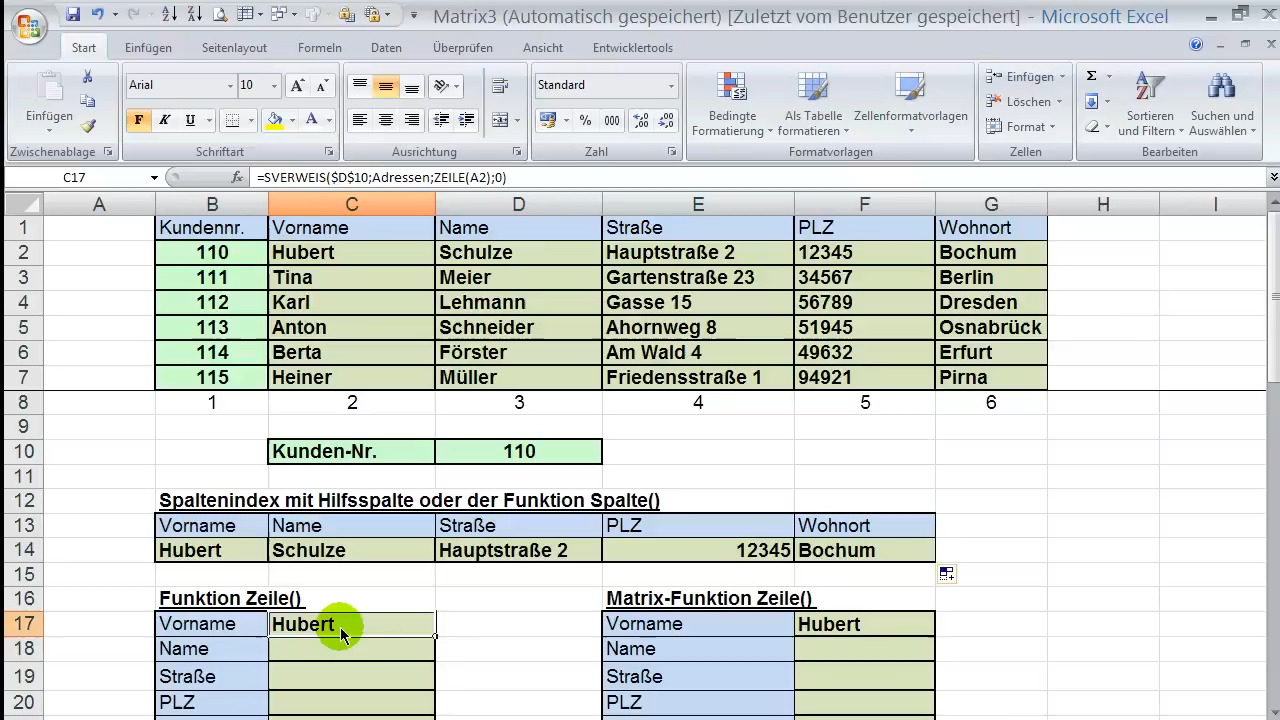 Matrix3 (Automatisch gespeichert) [Zuletzt vom Benutzer gespeichert] - Microsoft Excel
Start Einfügen Seitenlayout Formeln Daten Überprüfen Ansicht Entwicklertools
Arial 10 Standard Einfügen Σ
Einfügen Löschen
F K U % 000 Bedingte Formatierung Als Tabelle formatieren Zellenformatvorlagen Format Sortieren und Filtern Suchen und Auswählen
Zwischenablage Schriftart Ausrichtung Zahl Formatvorlagen Zellen Bearbeiten
C17 fx =SVERWEIS($D$10;Adressen;ZEILE(A2);0)
A B C D E F G H I
1 Kundennr. Vorname Name Straße PLZ Wohnort
2 110 Hubert Schulze Hauptstraße 2 12345 Bochum
3 111 Tina Meier Gartenstraße 23 34567 Berlin
4 112 Karl Lehmann Gasse 15 56789 Dresden
5 113 Anton Schneider Ahornweg 8 51945 Osnabrück
6 114 Berta Förster Am Wald 4 49632 Erfurt
7 115 Heiner Müller Friedensstraße 1 94921 Pirna
8 1 2 3 4 5 6
9
10 Kunden-Nr. 110
11
12 Spaltenindex mit Hilfsspalte oder der Funktion Spalte()
13 Vorname Name Straße PLZ Wohnort
14 Hubert Schulze Hauptstraße 2 12345 Bochum
15
16 Funktion Zeile() Matrix-Funktion Zeile()
17 Vorname Hubert Vorname Hubert
18 Name Name
19 Straße Straße
20 PLZ PLZ